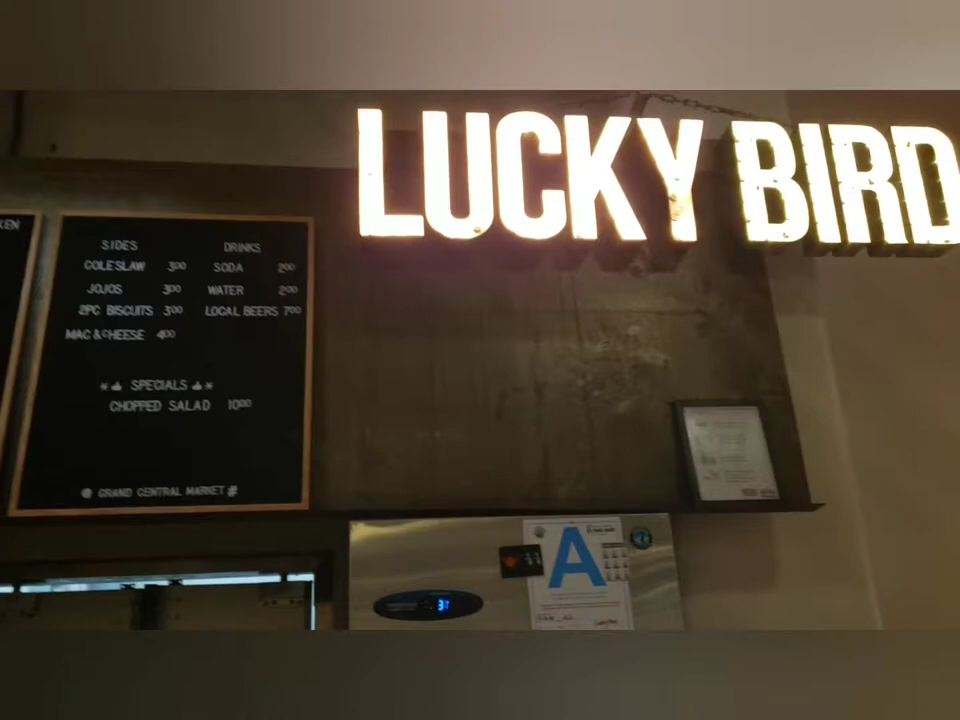 LUCKY BIRD
KEN
SIDES
COLESLAW 300
JOJOS 300
2PC BISCUITS 300
MAC & CHEESE 400
DRINKS
SODA 200
WATER 200
LOCAL BEERS 700
* SPECIALS *
CHOPPED SALAD 1000
@ GRAND CENTRAL MARKET #
A